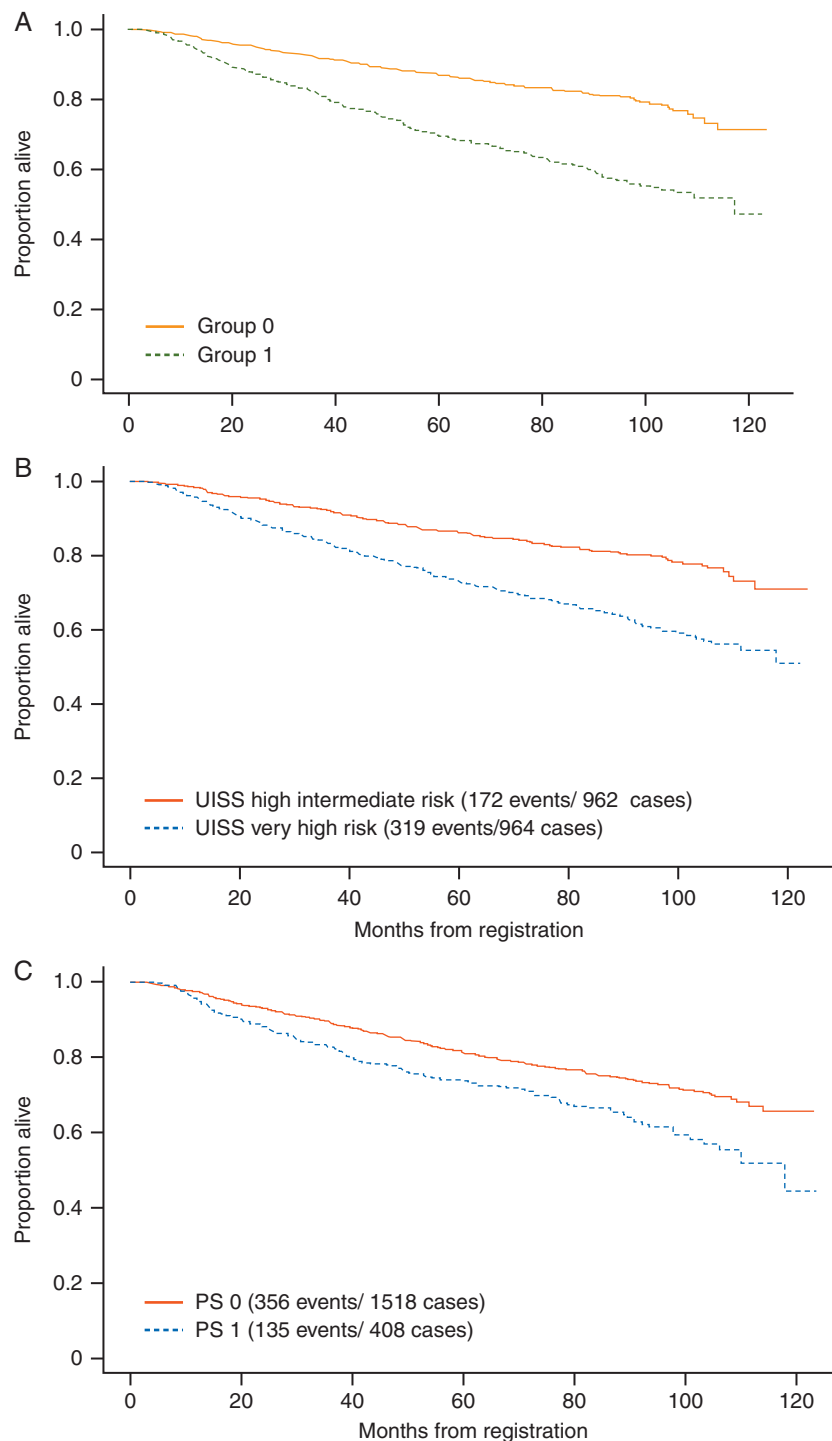 A
1.0
0.8
0.6
0.4
0.2
0
Proportion alive
Group 0
Group 1
0 20 40 60 80 100 120
B
1.0
0.8
0.6
0.4
0.2
0
Proportion alive
UISS high intermediate risk (172 events/ 962 cases)
UISS very high risk (319 events/964 cases)
0 20 40 60 80 100 120
Months from registration
C
1.0
0.8
0.6
0.4
0.2
0
Proportion alive
PS 0 (356 events/ 1518 cases)
PS 1 (135 events/ 408 cases)
0 20 40 60 80 100 120
Months from registration